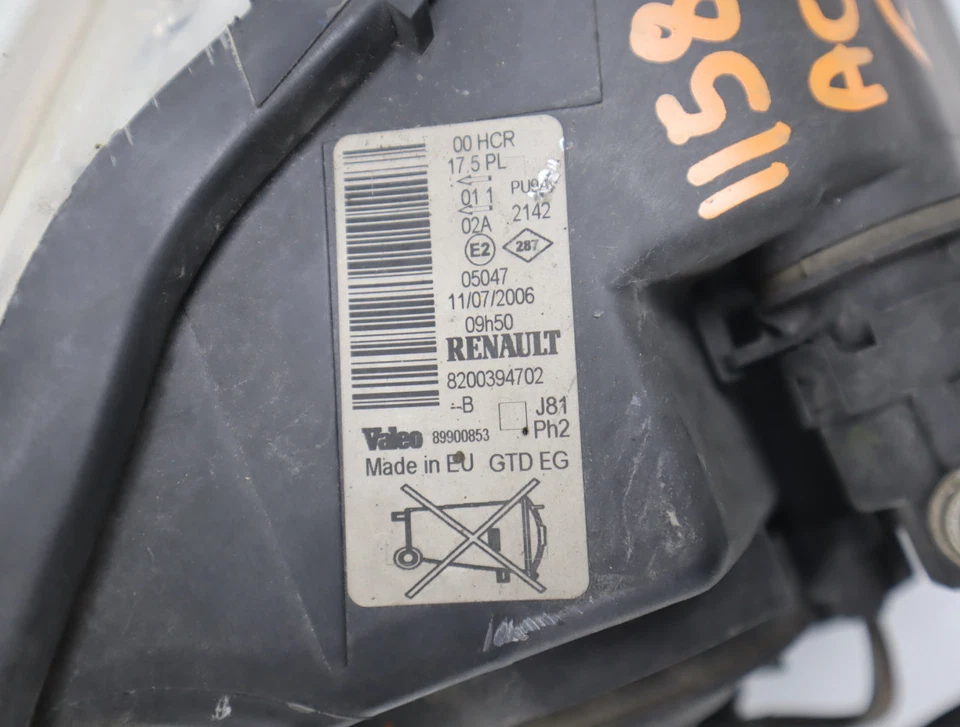 00 HCR
17.5 PL
01 1
02A
2142
E2
287
05047
11/07/2006
09h50
RENAULT
8200394702
--B
J81
Ph2
Valeo 89900853
Made in EU GTD EG
1158